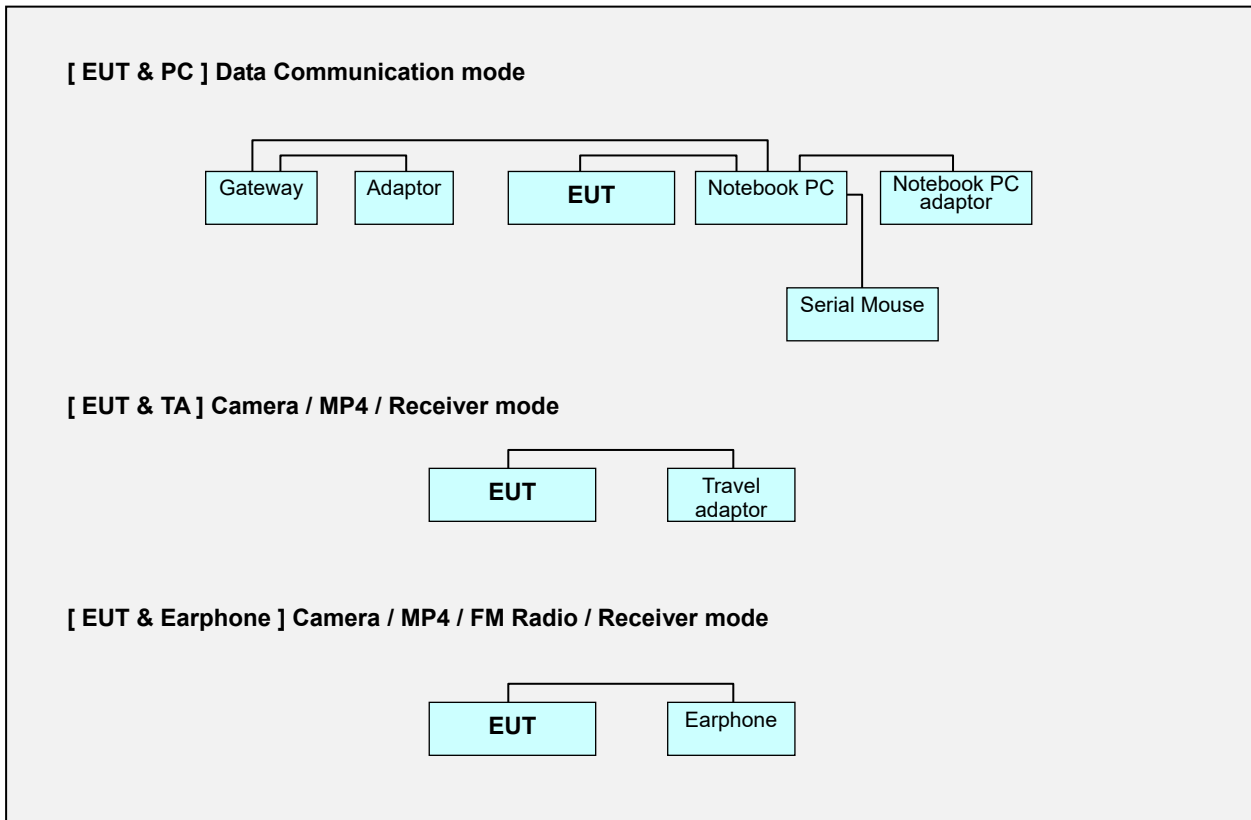 [ EUT & PC ] Data Communication mode
Gateway
Adaptor
EUT
Notebook PC
Notebook PC
adaptor
Serial Mouse
[ EUT & TA ] Camera / MP4 / Receiver mode
EUT
Travel
adaptor
[ EUT & Earphone ] Camera / MP4 / FM Radio / Receiver mode
EUT
Earphone